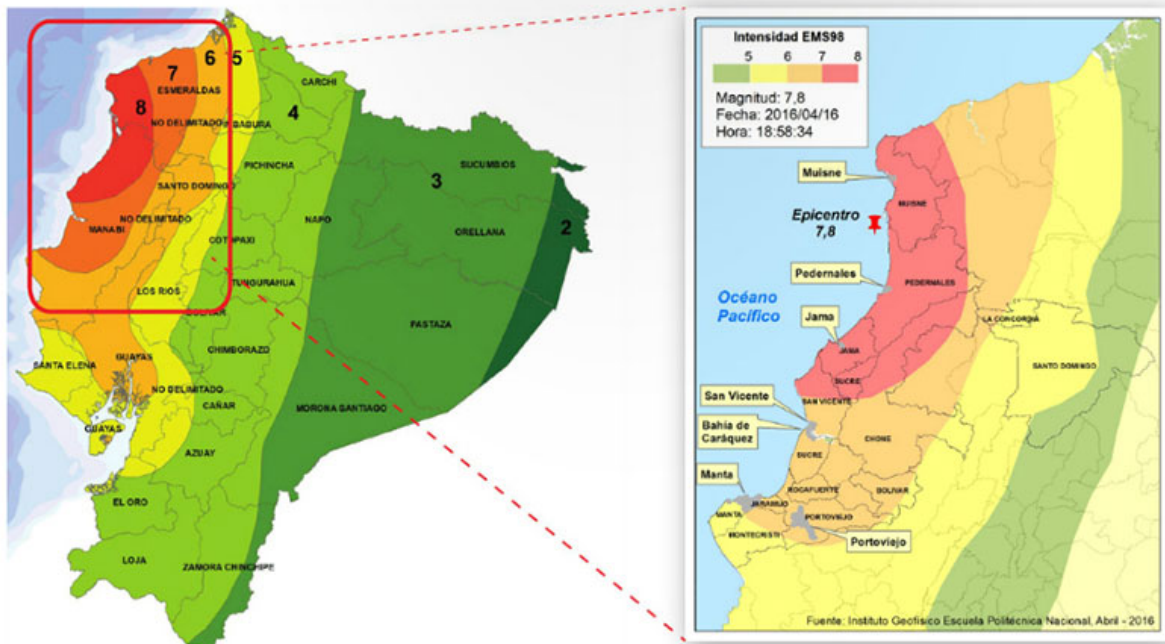 6
5
7
ESMERALDAS
CARCHI
8
4
NO DELIMITADO
PICHINCHA
3
SUCUMBIOS
SANTO DOMINGO
2
NO DELIMITADO
NAPO
MANABI
ORELLANA
COTOPAXI
LOS RIOS
TUNGURAHUA
PASTAZA
CHIMBORAZO
SANTA ELENA
GUAYAS
NO DELIMITADO
CAÑAR
MORONA SANTIAGO
GUAYAS
AZUAY
EL ORO
LOJA
ZAMORA CHINCHIPE
Intensidad EMS98
5 6 7 8
Magnitud: 7,8
Fecha: 2016/04/16
Hora: 18:58:34
Muisne
MUISNE
Epicentro
7,8
Pedernales
PEDERNALES
Océano
Pacífico
Jama
LA CONCORDIA
JAMA
SANTO DOMINGO
SUCRE
San Vicente
SAN VICENTE
Bahía de
Caráquez
CHONE
SUCRE
Manta
ROCAFUERTE
BOLIVAR
JARAMIJO
MANTA
PORTOVIEJO
MONTECRISTI
Portoviejo
Fuente: Instituto Geofísico Escuela Politécnica Nacional, Abril - 2016